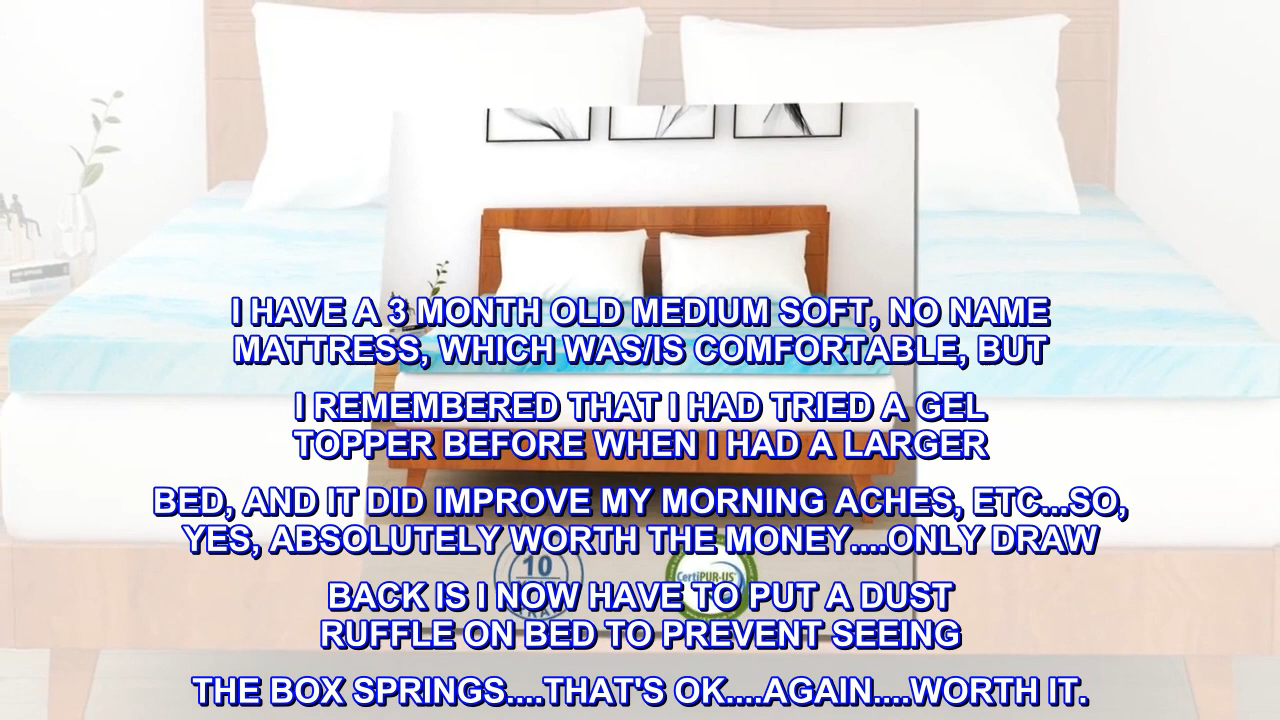 I HAVE A 3 MONTH OLD MEDIUM SOFT, NO NAME
MATTRESS, WHICH WAS/IS COMFORTABLE, BUT
I REMEMBERED THAT I HAD TRIED A GEL
TOPPER BEFORE WHEN I HAD A LARGER
BED, AND IT DID IMPROVE MY MORNING ACHES, ETC...SO,
YES, ABSOLUTELY WORTH THE MONEY....ONLY DRAW
10
CertiPUR-US
BACK IS I NOW HAVE TO PUT A DUST
RUFFLE ON BED TO PREVENT SEEING
THE BOX SPRINGS....THAT'S OK....AGAIN....WORTH IT.